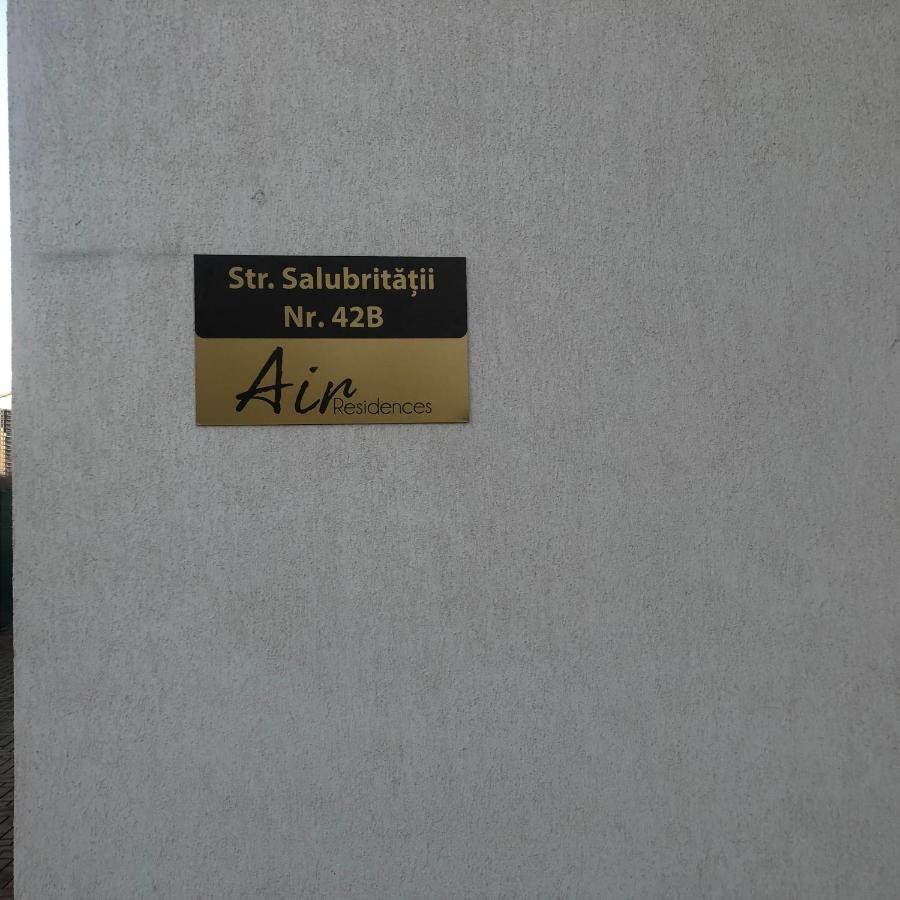 Str. Salubrității
Nr. 42B
Air Residences